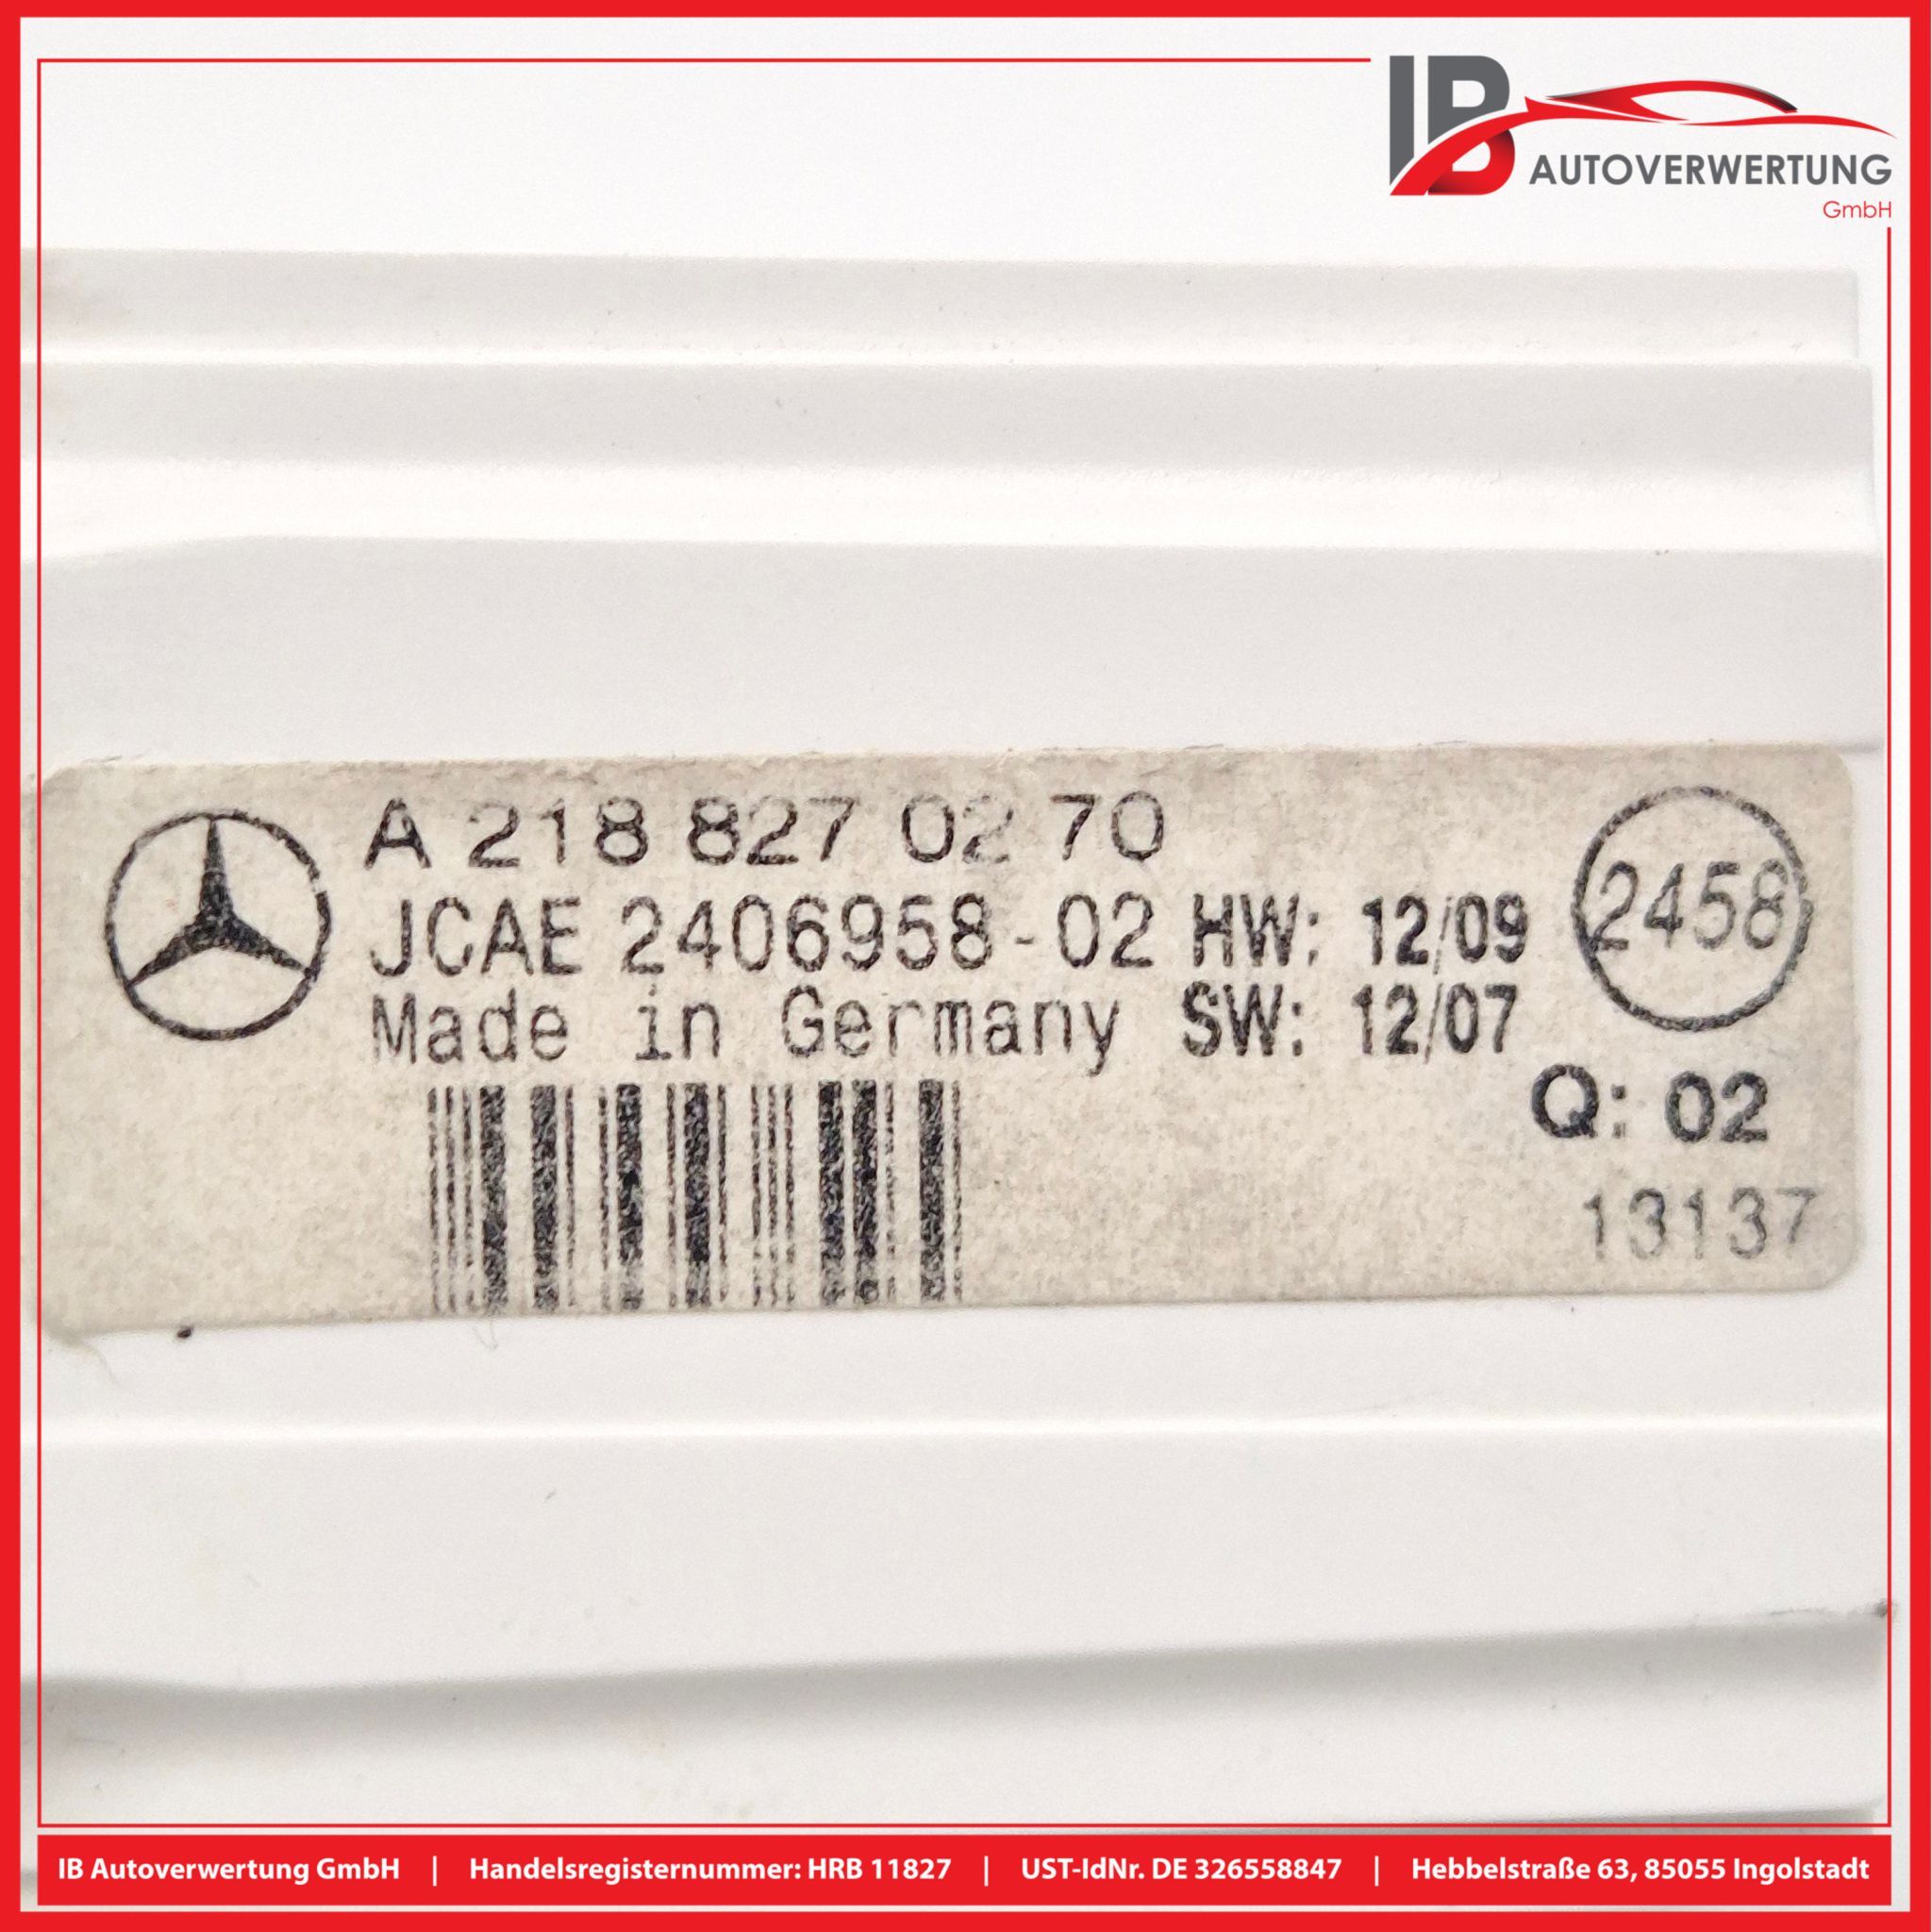 IB
AUTOVERWERTUNG
GmbH
A 218 827 02 70
JCAE 2406958-02 HW: 12/09
2458
Made in Germany SW: 12/07
Q: 02
13137
IB Autoverwertung GmbH | Handelsregisternummer: HRB 11827 | UST-IdNr. DE 326558847 | Hebbelstraße 63, 85055 Ingolstadt